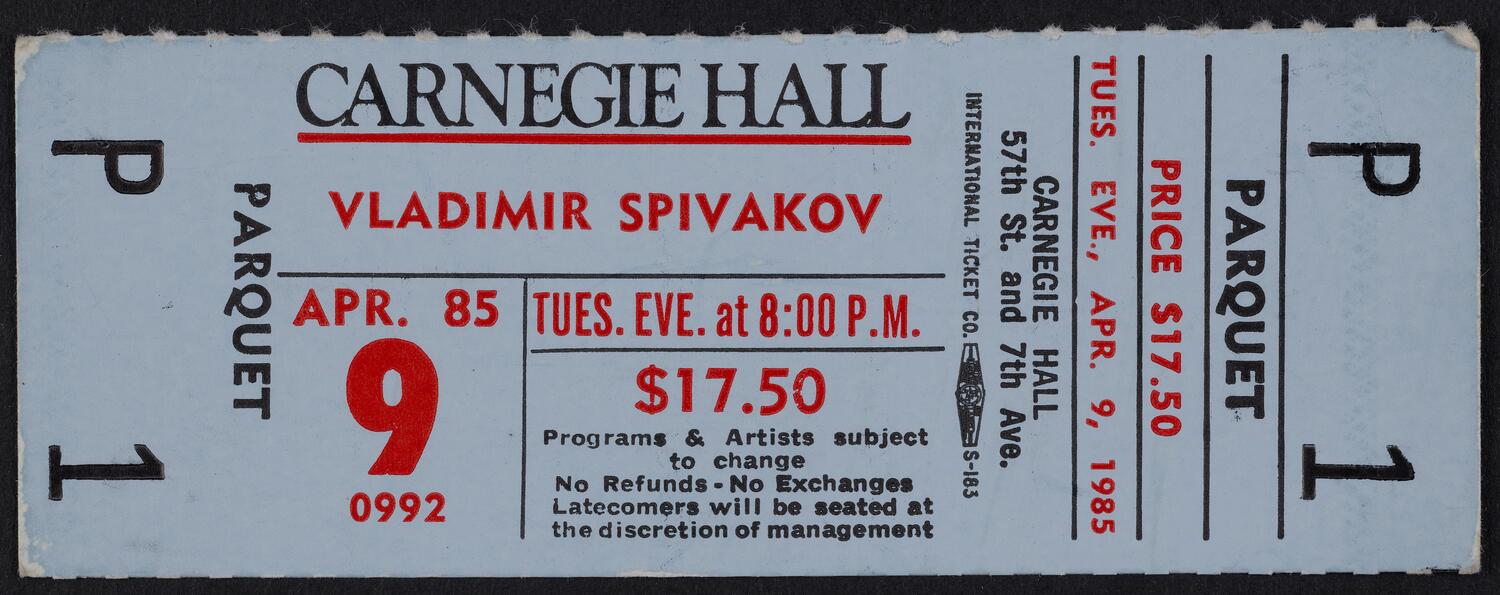 P
1
PARQUET
CARNEGIE HALL
VLADIMIR SPIVAKOV
APR. 85
9
0992
TUES. EVE. at 8:00 P.M.
$17.50
Programs & Artists subject
to change
No Refunds - No Exchanges
Latecomers will be seated at
the discretion of management
INTERNATIONAL TICKET CO. S-183
CARNEGIE HALL
57th St. and 7th Ave.
TUES. EVE., APR. 9, 1985
PRICE $17.50
PARQUET
P
1